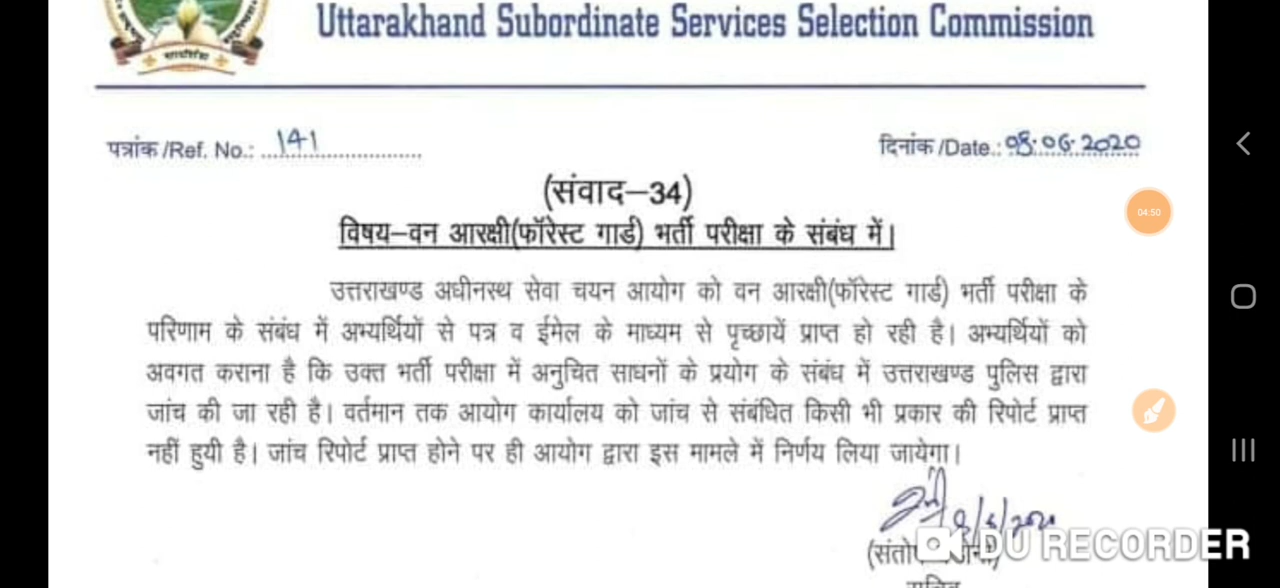 Uttarakhand Subordinate Services Selection Commission
पत्रांक /Ref. No.: 141
दिनांक /Date.: 08.06.2020
(संवाद–34)
विषय–वन आरक्षी(फॉरेस्ट गार्ड) भर्ती परीक्षा के संबंध में।
उत्तराखण्ड अधीनस्थ सेवा चयन आयोग को वन आरक्षी(फॉरेस्ट गार्ड) भर्ती परीक्षा के
परिणाम के संबंध में अभ्यर्थियों से पत्र व ईमेल के माध्यम से पृच्छायें प्राप्त हो रही है। अभ्यर्थियों को
अवगत कराना है कि उक्त भर्ती परीक्षा में अनुचित साधनों के प्रयोग के संबंध में उत्तराखण्ड पुलिस द्वारा
जांच की जा रही है। वर्तमान तक आयोग कार्यालय को जांच से संबंधित किसी भी प्रकार की रिपोर्ट प्राप्त
नहीं हुयी है। जांच रिपोर्ट प्राप्त होने पर ही आयोग द्वारा इस मामले में निर्णय लिया जायेगा।
04:50
DU RECORDER